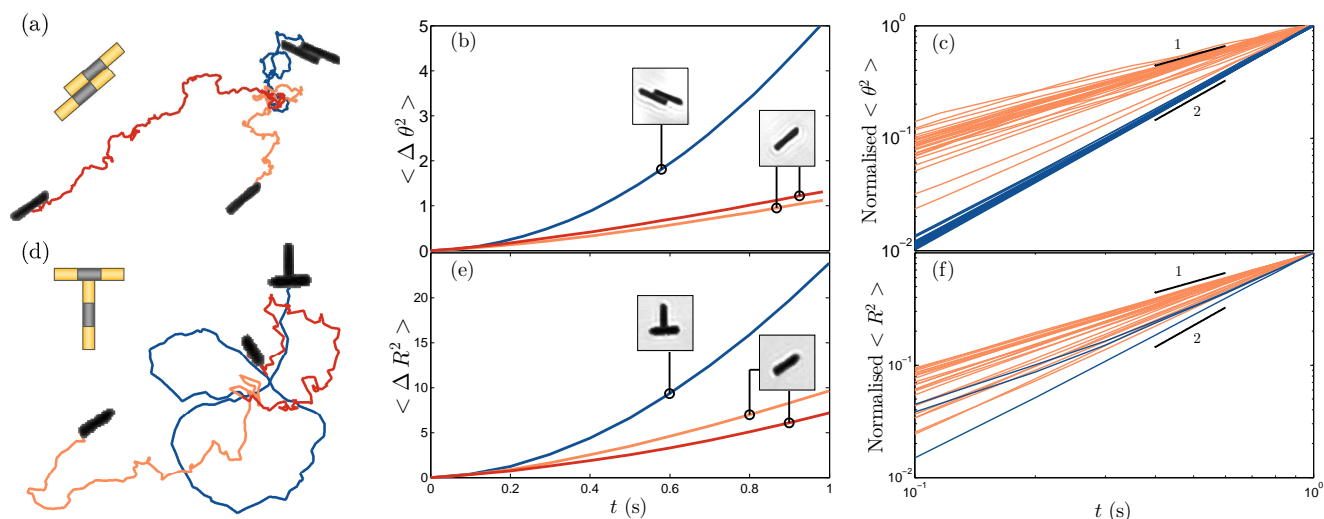 (a)
(b)
5
4
3
2
1
0
< Δ θ² >
(c)
10⁰
10⁻¹
10⁻²
Normalised < θ² >
1
2
(d)
(e)
20
15
10
5
0
< Δ R² >
0
0.2
0.4
0.6
0.8
1
t (s)
(f)
10⁻¹
10⁻²
Normalised < R² >
1
2
10⁻¹
10⁰
t (s)